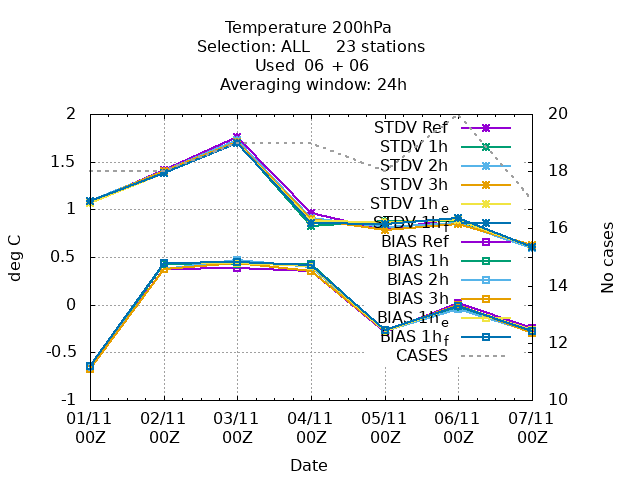 Temperature 200hPa
Selection: ALL 23 stations
Used 06 + 06
Averaging window: 24h
2
1.5
1
0.5
0
-0.5
-1
deg C
20
18
16
14
12
10
No cases
STDV Ref
STDV 1h
STDV 2h
STDV 3h
STDV 1he
STDV 1hf
BIAS Ref
BIAS 1h
BIAS 2h
BIAS 3h
BIAS 1he
BIAS 1hf
CASES
01/11 02/11 03/11 04/11 05/11 06/11 07/11
00Z 00Z 00Z 00Z 00Z 00Z 00Z
Date